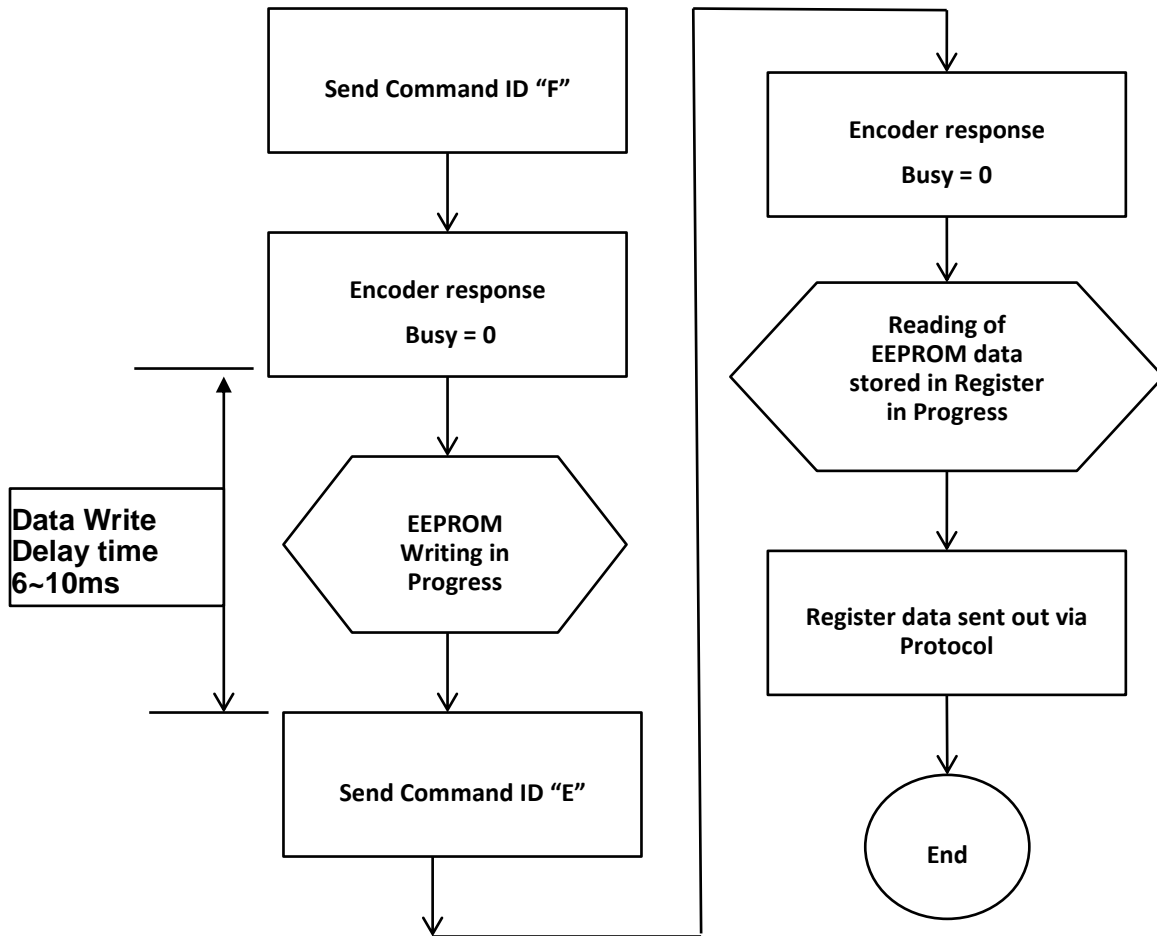 Send Command ID “F”
Encoder response
Busy = 0
Data Write
Delay time
6~10ms
EEPROM
Writing in
Progress
Send Command ID “E”
Encoder response
Busy = 0
Reading of
EEPROM data
stored in Register
in Progress
Register data sent out via
Protocol
End